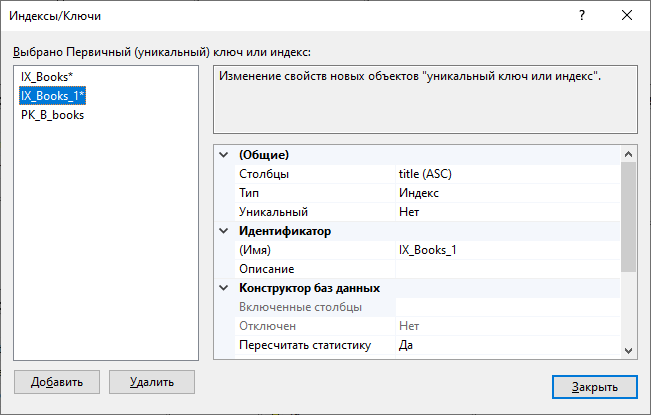 Индексы/Ключи
?
Выбрано Первичный (уникальный) ключ или индекс:
IX_Books*
IX_Books_1*
PK_B_books
Изменение свойств новых объектов "уникальный ключ или индекс".
(Общие)
Столбцы title (ASC)
Тип Индекс
Уникальный Нет
Идентификатор
(Имя) IX_Books_1
Описание
Конструктор баз данных
Включенные столбцы
Отключен Нет
Пересчитать статистику Да
Добавить Удалить
Закрыть